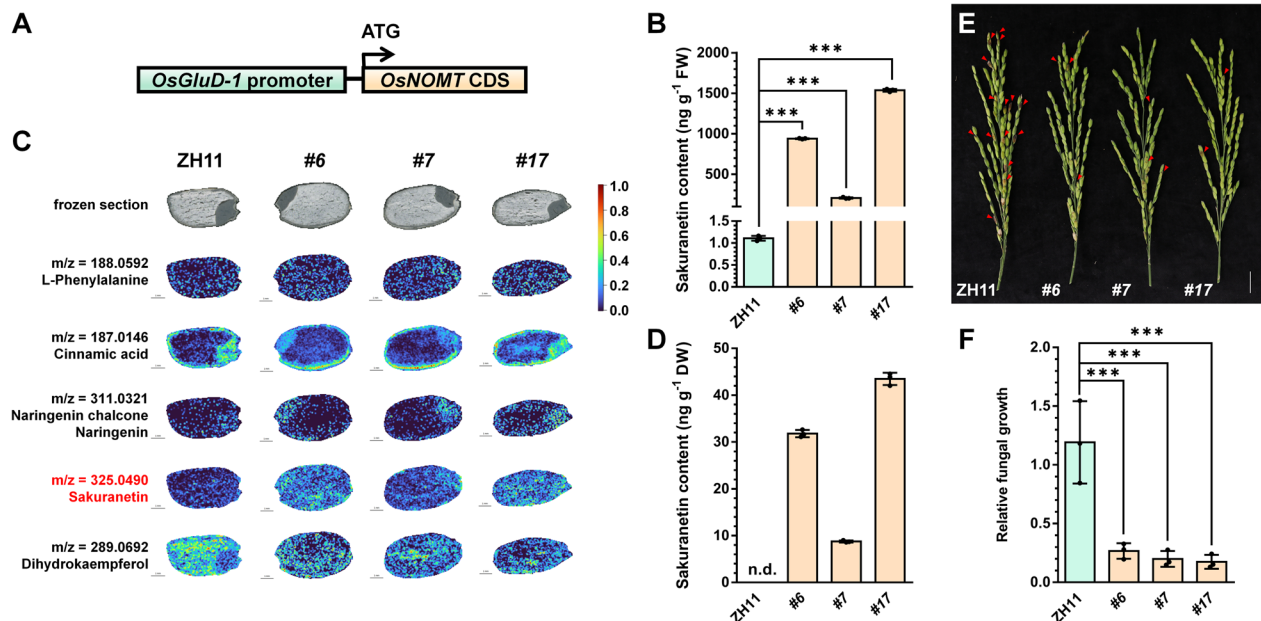 A
ATG
OsGluD-1 promoter
OsNOMT CDS
B
Sakuranetin content (ng g⁻¹ FW)
2000
1500
1000
500
1.5
1.0
0.5
0.0
***
***
***
ZH11
#6
#7
#17
C
ZH11 #6 #7 #17
frozen section
m/z = 188.0592
L-Phenylalanine
m/z = 187.0146
Cinnamic acid
m/z = 311.0321
Naringenin chalcone
Naringenin
m/z = 325.0490
Sakuranetin
m/z = 289.0692
Dihydrokaempferol
1.0
0.8
0.6
0.4
0.2
0.0
D
Sakuranetin content (ng g⁻¹ DW)
50
40
30
20
10
0
n.d.
ZH11
#6
#7
#17
E
ZH11 #6 #7 #17
F
Relative fungal growth
2.0
1.5
1.0
0.5
0.0
***
***
***
ZH11
#6
#7
#17